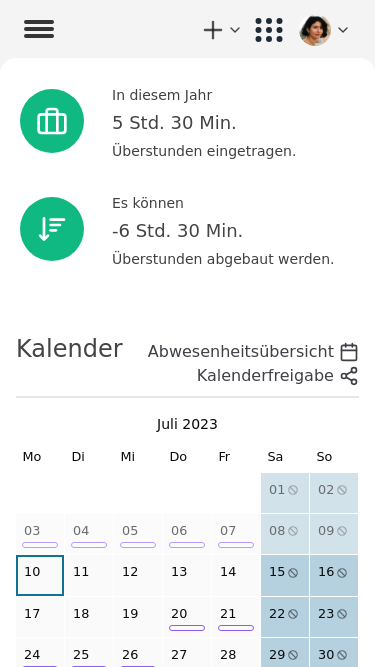 In diesem Jahr
5 Std. 30 Min.
Überstunden eingetragen.
Es können
-6 Std. 30 Min.
Überstunden abgebaut werden.
Kalender
Abwesenheitsübersicht
Kalenderfreigabe
Juli 2023
Mo Di Mi Do Fr Sa So
01 02
03 04 05 06 07 08 09
10 11 12 13 14 15 16
17 18 19 20 21 22 23
24 25 26 27 28 29 30